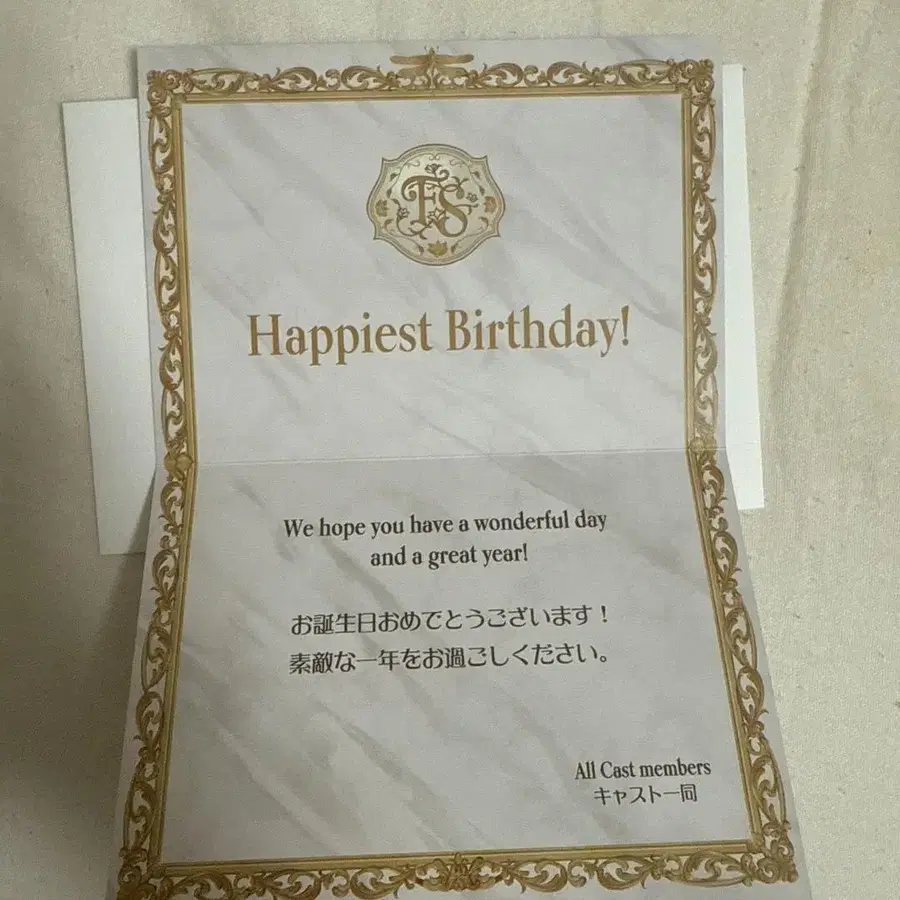 FS
Happiest Birthday!
We hope you have a wonderful day
and a great year!
お誕生日おめでとうございます！
素敵な一年をお過ごしください。
All Cast members
キャスト一同